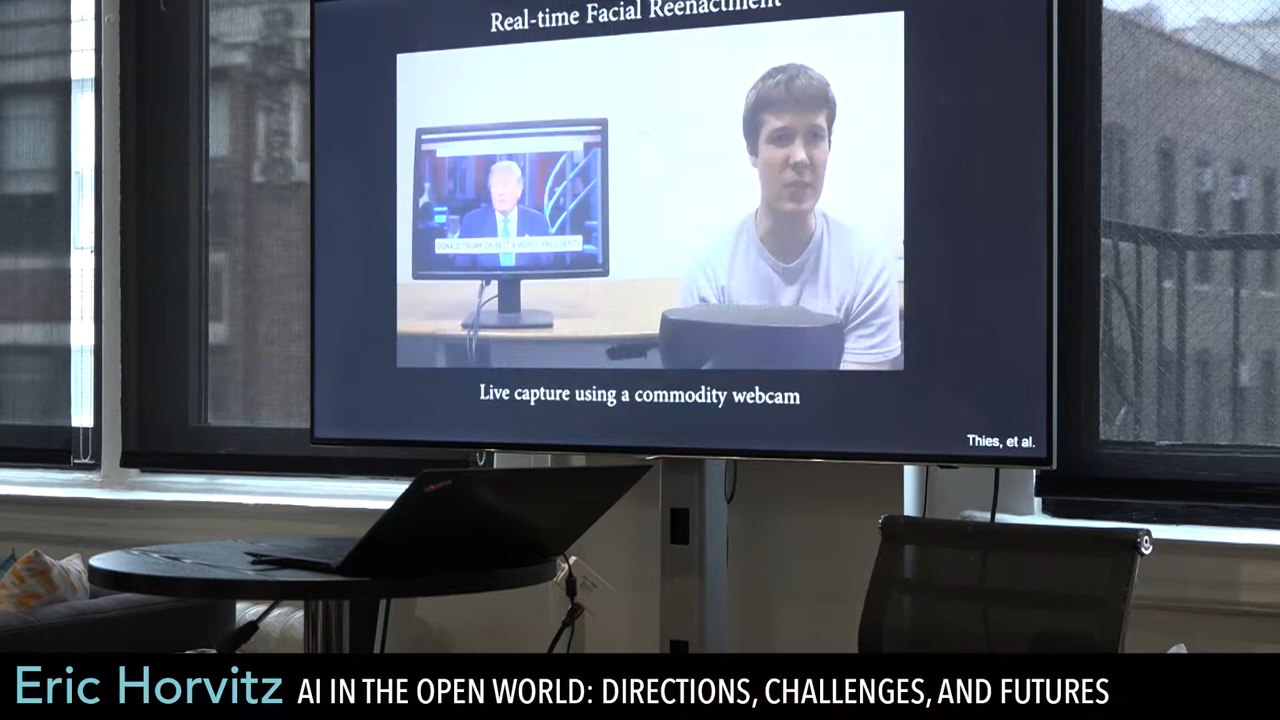 Real-time Facial Reenactment
DONALD TRUMP ON BEST & WORST PRESIDENTS
Live capture using a commodity webcam
Thies, et al.
Eric Horvitz AI IN THE OPEN WORLD: DIRECTIONS, CHALLENGES, AND FUTURES